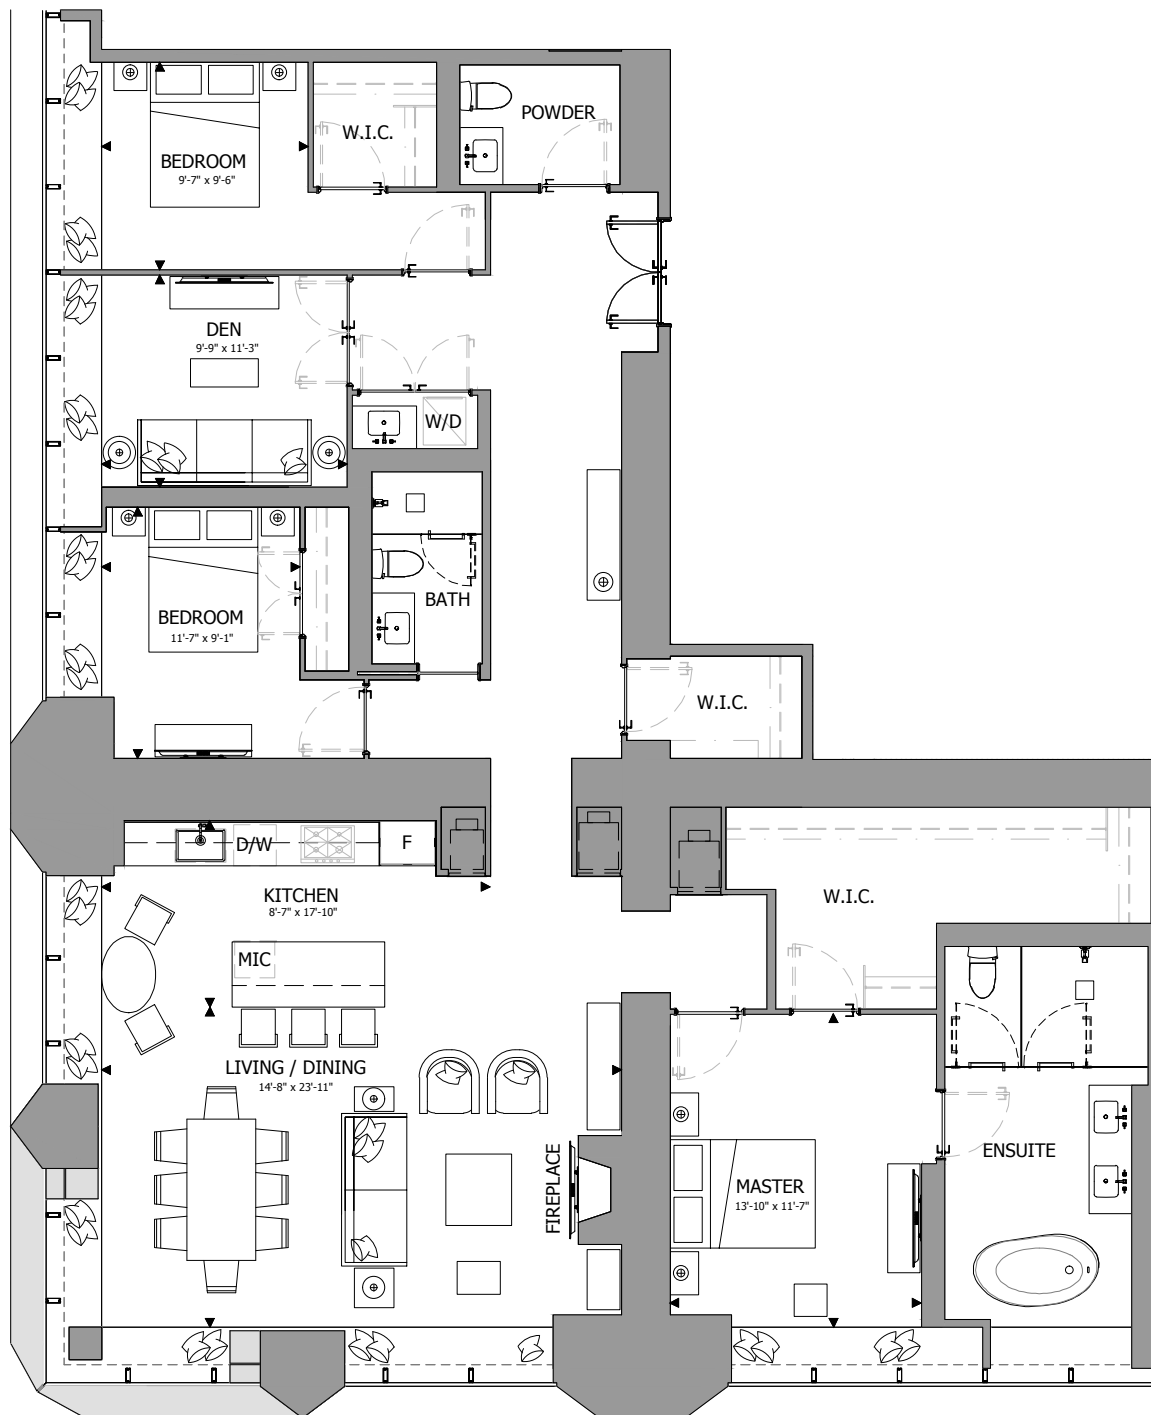 POWDER
W.I.C.
BEDROOM
9'-7" x 9'-6"
DEN
9'-9" x 11'-3"
W/D
BATH
BEDROOM
11'-7" x 9'-1"
W.I.C.
D/W
F
KITCHEN
8'-7" x 17'-10"
W.I.C.
MIC
LIVING / DINING
14'-8" x 23'-11"
FIREPLACE
ENSUITE
MASTER
13'-10" x 11'-7"